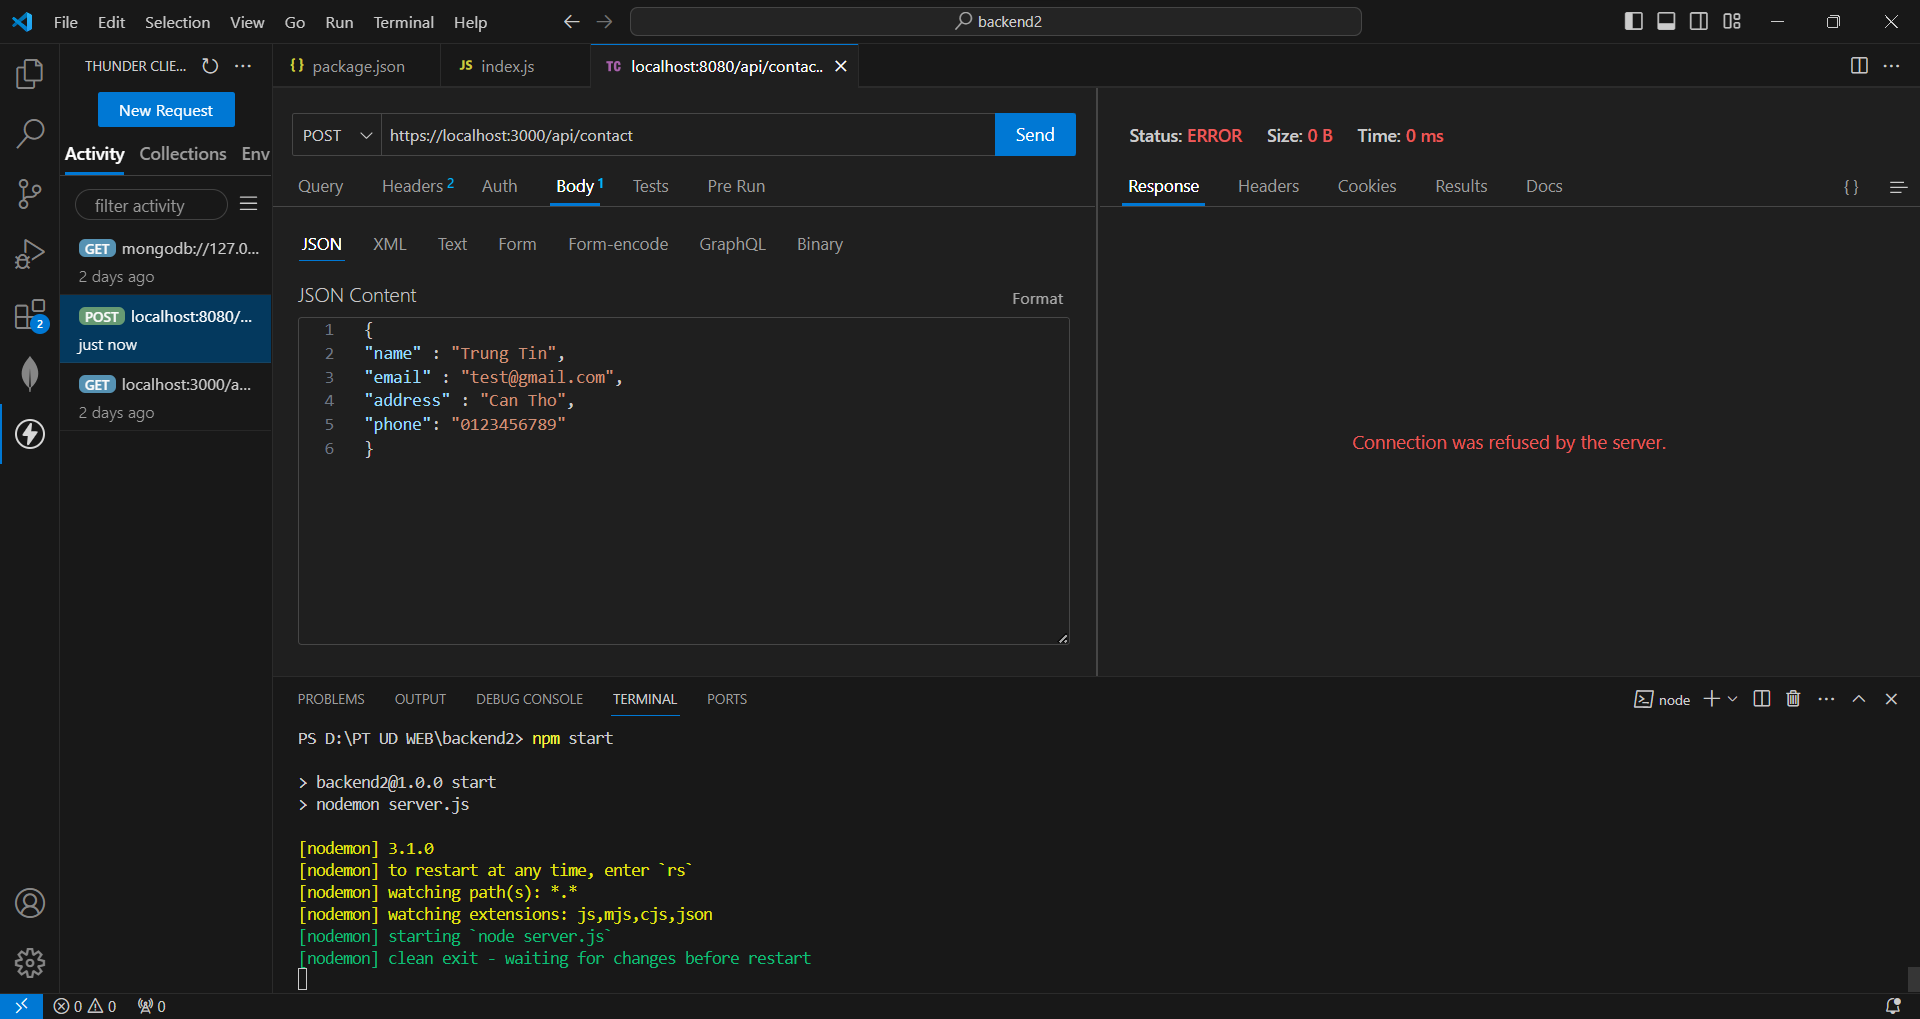 File Edit Selection View Go Run Terminal Help
backend2
THUNDER CLIE...
New Request
Activity Collections Env
filter activity
GET mongodb://127.0...
2 days ago
POST localhost:8080/...
just now
GET localhost:3000/a...
2 days ago
2
{} package.json
JS index.js
TC localhost:8080/api/contac..
POST https://localhost:3000/api/contact Send
Query Headers 2 Auth Body 1 Tests Pre Run
JSON XML Text Form Form-encode GraphQL Binary
JSON Content
Format
1 {
2 "name" : "Trung Tin",
3 "email" : "test@gmail.com",
4 "address" : "Can Tho",
5 "phone": "0123456789"
6 }
Status: ERROR Size: 0 B Time: 0 ms
Response Headers Cookies Results Docs { }
Connection was refused by the server.
PROBLEMS OUTPUT DEBUG CONSOLE TERMINAL PORTS
node
PS D:\PT UD WEB\backend2> npm start
> backend2@1.0.0 start
> nodemon server.js
[nodemon] 3.1.0
[nodemon] to restart at any time, enter `rs`
[nodemon] watching path(s): *.*
[nodemon] watching extensions: js,mjs,cjs,json
[nodemon] starting `node server.js`
[nodemon] clean exit - waiting for changes before restart
0 0 0